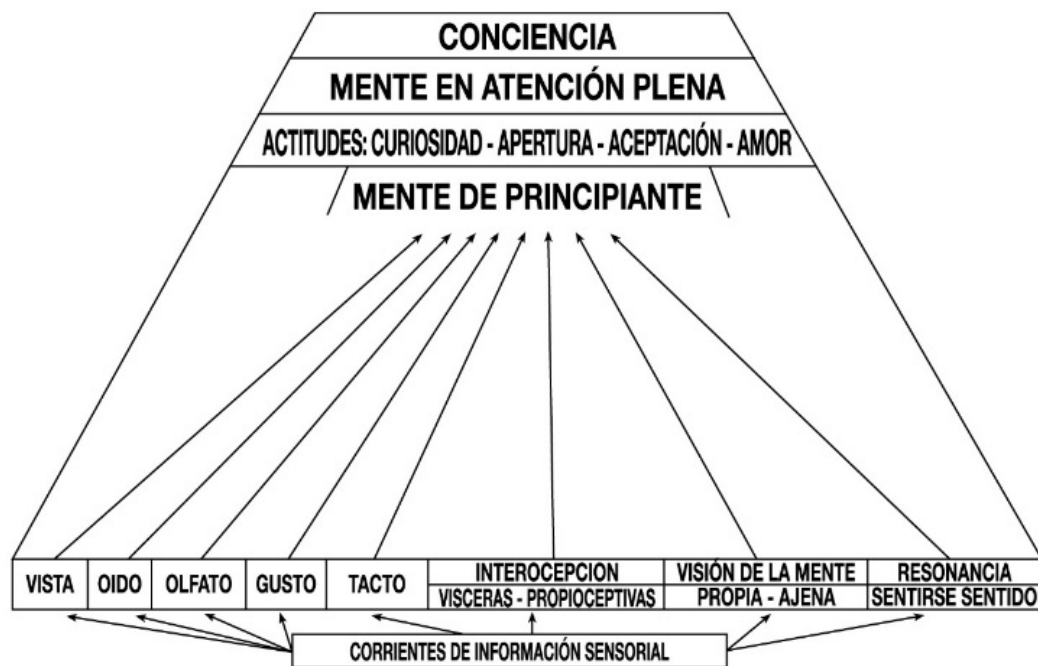 CONCIENCIA
MENTE EN ATENCIÓN PLENA
ACTITUDES: CURIOSIDAD - APERTURA - ACEPTACIÓN - AMOR
MENTE DE PRINCIPIANTE
VISTA
OIDO
OLFATO
GUSTO
TACTO
INTEROCEPCION
VISCERAS - PROPIOCEPTIVAS
VISIÓN DE LA MENTE
PROPIA - AJENA
RESONANCIA
SENTIRSE SENTIDO
CORRIENTES DE INFORMACIÓN SENSORIAL